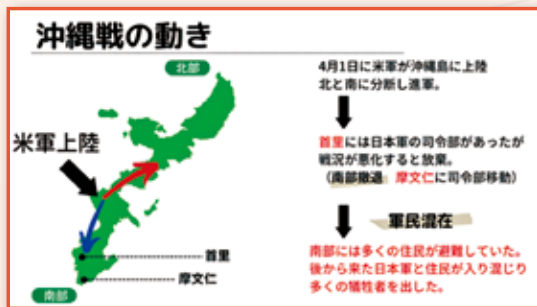 沖縄戦の動き
北部
米軍上陸
首里
摩文仁
南部
4月1日に米軍が沖縄島に上陸
北と南に分断し進軍。
首里には日本軍の司令部があったが
戦況が悪化すると放棄。
（南部撤退　摩文仁に司令部移動）
軍民混在
南部には多くの住民が避難していた。
後から来た日本軍と住民が入り混じり
多くの犠牲者を出した。